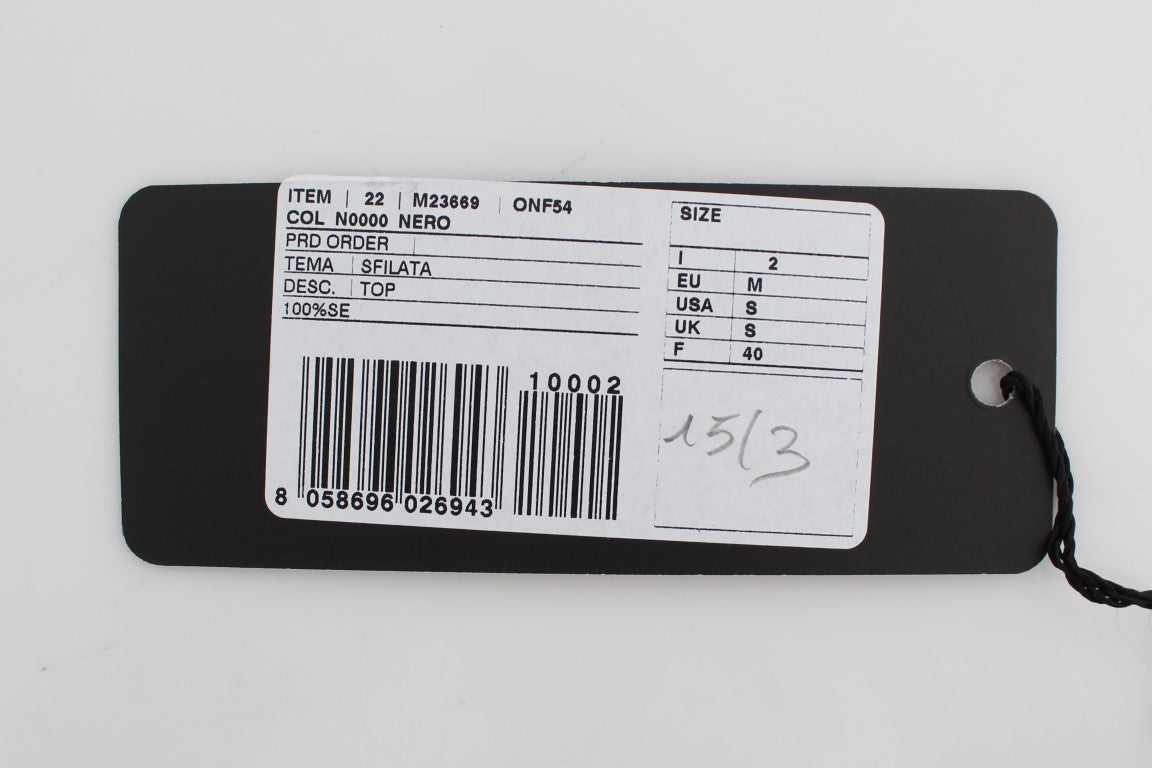 ITEM | 22 | M23669 | ONF54
COL N0000 NERO
PRD ORDER |
TEMA | SFILATA
DESC. | TOP
100%SE
10002
8 058696 026943
SIZE
I 2
EU M
USA S
UK S
F 40
15/3